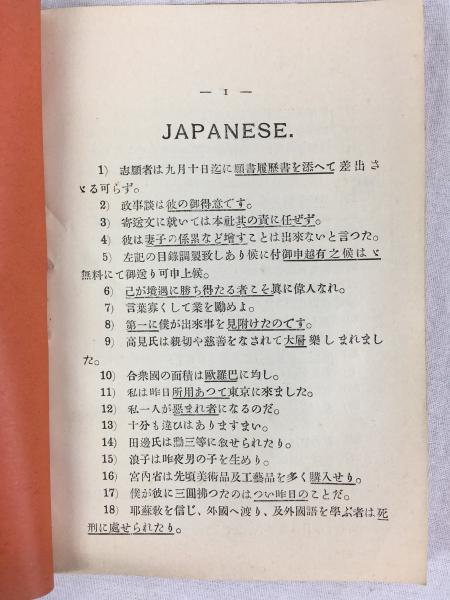 — 1 —
JAPANESE.
1) 志願者は九月十日迄に願書履歷書を添へて差出さ
ゞる可らず。
2) 政事談は彼の御得意です。
3) 寄送文に就いては本社其の責に任ぜず。
4) 彼は妻子の係累など增すことは出來ないと言つた。
5) 左記の目錄調製致しあり候に付御申越有之候はゞ
無料にて御送り可申上候。
6) 己が境遇に勝ち得たる者こそ眞に偉人なれ。
7) 言葉寡くして業を勵めよ。
8) 第一に僕が出來事を見附けたのです。
9) 高見氏は親切や慈善をなされて大層樂しまれまし
た。
10) 合衆國の面積は歐羅巴に均し。
11) 私は昨日所用あつて東京に來ました。
12) 私一人が惡まれ者になるのだ。
13) 十分も違ひはありますまい。
14) 田邊氏は勳三等に敍せられたり。
15) 浪子は昨夜男の子を生めり。
16) 宮內省は先頃美術品及工藝品を多く購入せり。
17) 僕が彼に三圓拂つたのはつい昨日のことだ。
18) 耶蘇敎を信じ、外國へ渡り、及外國語を學ぶ者は死
刑に處せられたり。